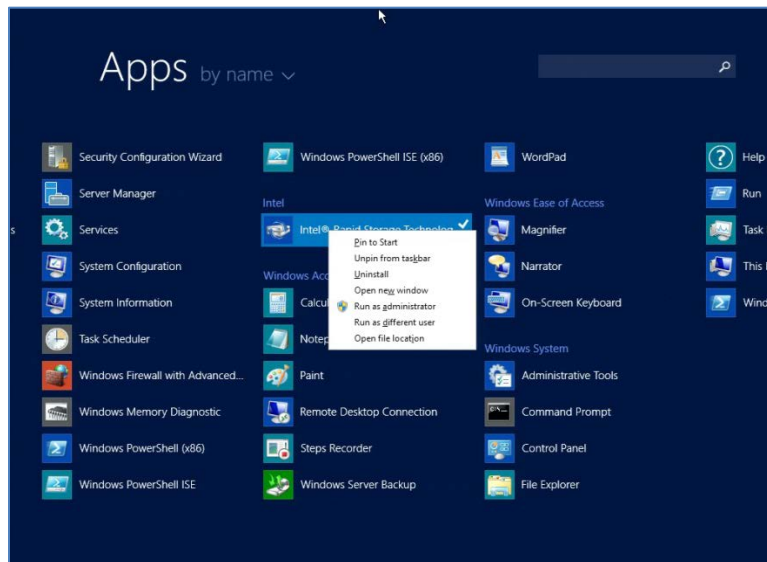 Apps by name
Security Configuration Wizard
Server Manager
s
Services
System Configuration
System Information
Task Scheduler
Windows Firewall with Advanced...
Windows Memory Diagnostic
Windows PowerShell (x86)
Windows PowerShell ISE
Windows PowerShell ISE (x86)
Intel
Intel® Rapid Storage Technolog
Pin to Start
Unpin from taskbar
Uninstall
Open new window
Run as administrator
Run as different user
Open file location
Windows Acc
Calcul
Notep
Paint
Remote Desktop Connection
Steps Recorder
Windows Server Backup
WordPad
Windows Ease of Access
Magnifier
Narrator
On-Screen Keyboard
Windows System
Administrative Tools
Command Prompt
Control Panel
File Explorer
Help
Run
Task
This
Wind